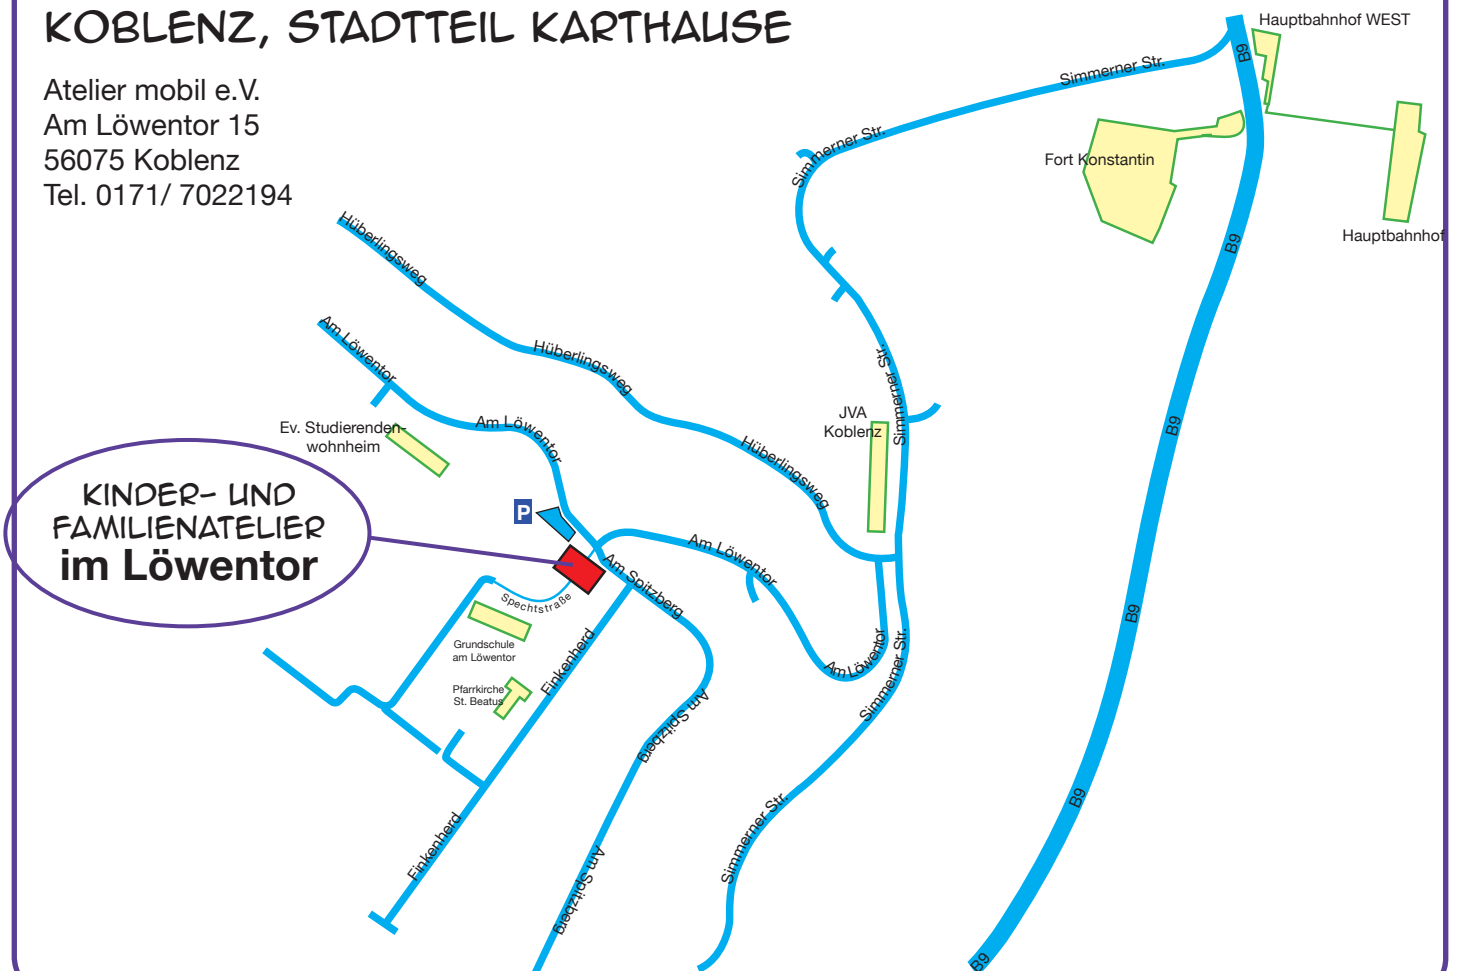 KOBLENZ, STADTTEIL KARTHAUSE
Atelier mobil e.V.
Am Löwentor 15
56075 Koblenz
Tel. 0171/ 7022194
Hauptbahnhof WEST
B9
Simmerner Str.
Simmerner Str.
Fort Konstantin
Hauptbahnhof
B9
Hüberlingsweg
Am Löwentor
Hüberlingsweg
Simmerner Str.
B9
JVA
Koblenz
Am Löwentor
Ev. Studierenden-
wohnheim
Hüberlingsweg
KINDER- UND
FAMILIENATELIER
im Löwentor
P
Am Löwentor
Am Spitzberg
Spechtstraße
B9
Grundschule
am Löwentor
Finkenherd
Am Löwentor
Simmerner Str.
Pfarrkirche
St. Beatus
Am Spitzberg
B9
Simmerner Str.
Finkenherd
Am Spitzberg
B9